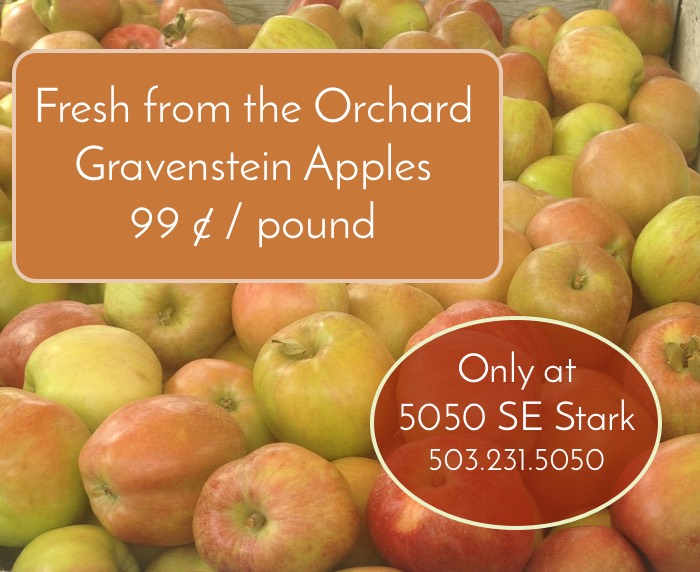 Fresh from the Orchard
Gravenstein Apples
99 ¢ / pound
Only at
5050 SE Stark
503.231.5050